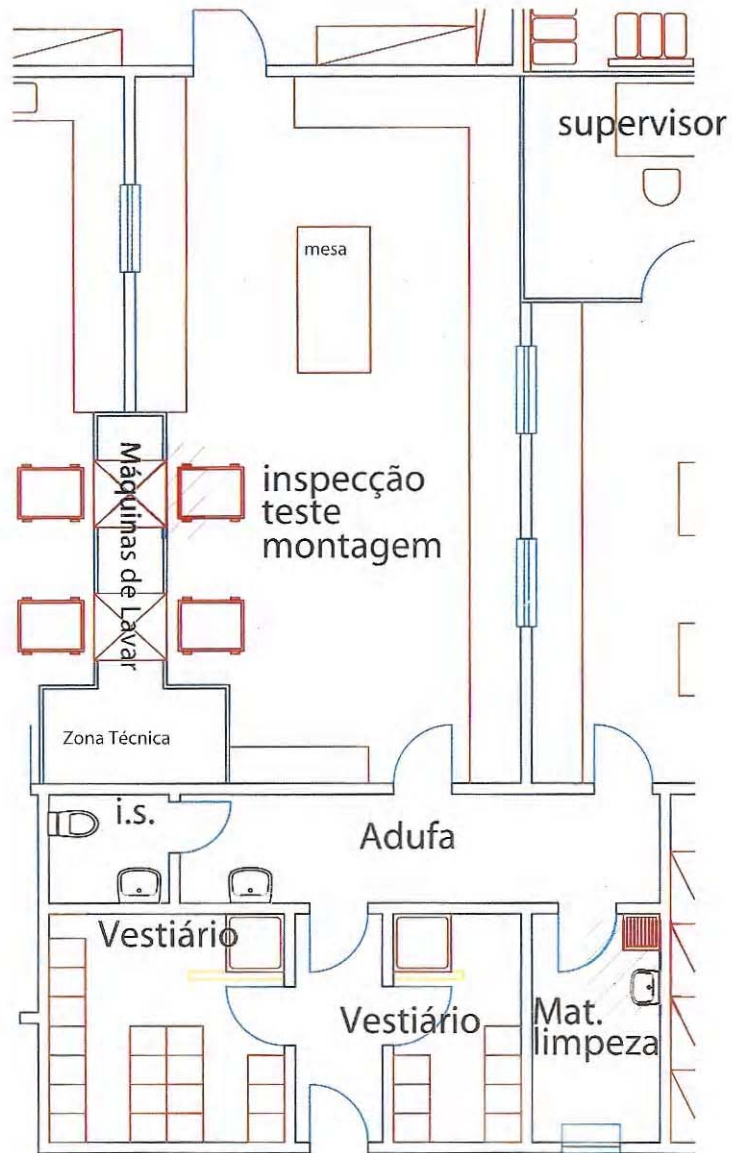 supervisor
mesa
inspecção
teste
montagem
Máquinas de Lavar
Zona Técnica
i.s.
Adufa
Vestiário
Vestiário
Mat.
limpeza